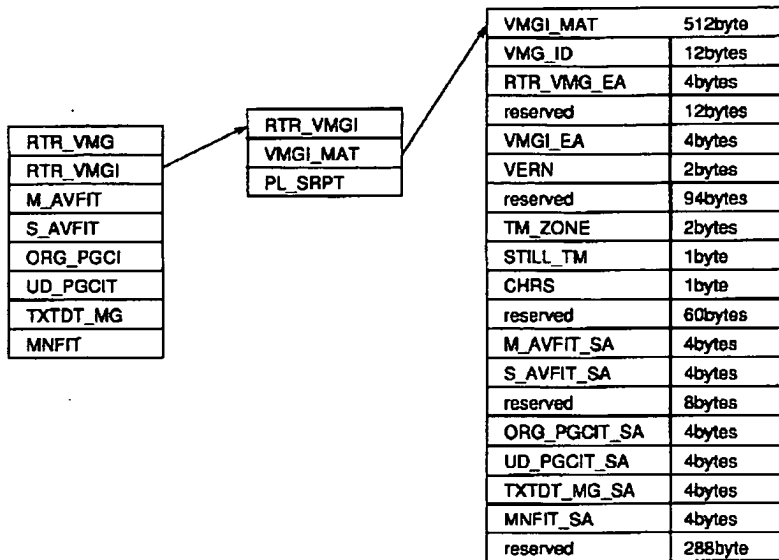 RTR_VMG
RTR_VMGI
M_AVFIT
S_AVFIT
ORG_PGCI
UD_PGCIT
TXTDT_MG
MNFIT
RTR_VMGI
VMGI_MAT
PL_SRPT
VMGI_MAT 512byte
VMG_ID 12bytes
RTR_VMG_EA 4bytes
reserved 12bytes
VMGI_EA 4bytes
VERN 2bytes
reserved 94bytes
TM_ZONE 2bytes
STILL_TM 1byte
CHRS 1byte
reserved 60bytes
M_AVFIT_SA 4bytes
S_AVFIT_SA 4bytes
reserved 8bytes
ORG_PGCIT_SA 4bytes
UD_PGCIT_SA 4bytes
TXTDT_MG_SA 4bytes
MNFIT_SA 4bytes
reserved 288byte